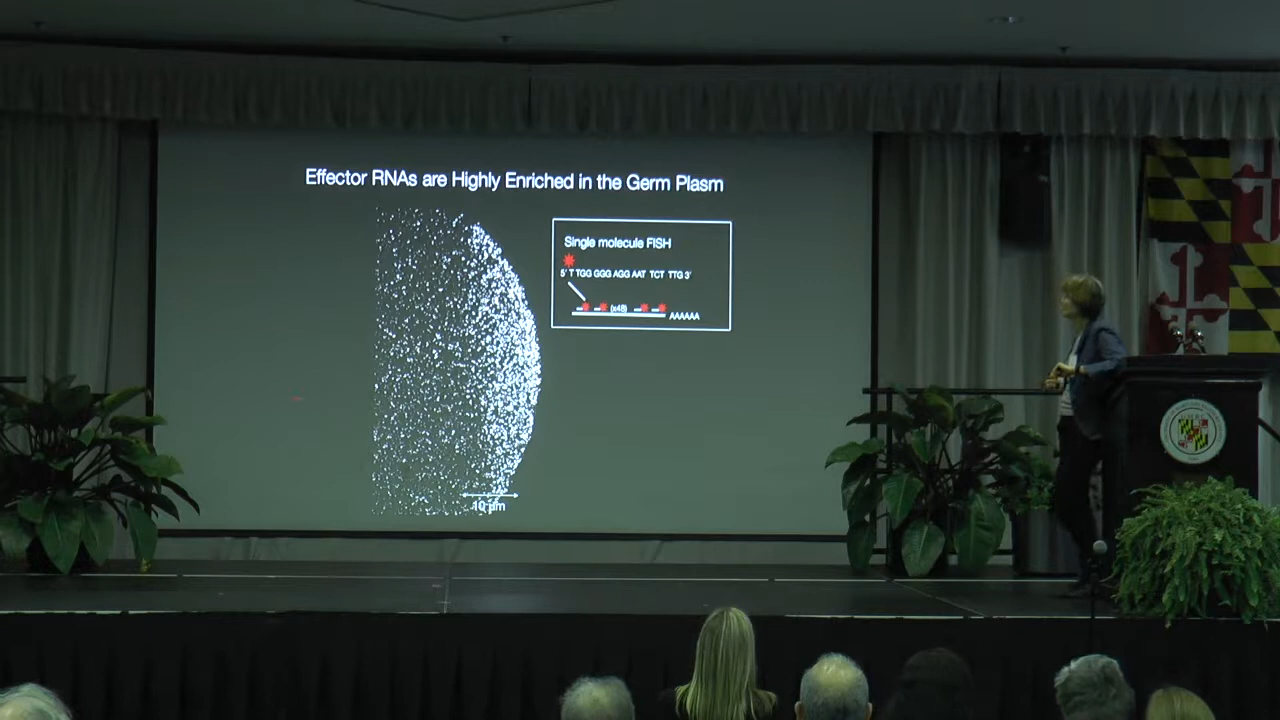 Effector RNAs are Highly Enriched in the Germ Plasm
Single molecule FISH
5' T TGG GGG AGG AAT TCT TTG 3'
(x48)
AAAAAA
10 µm